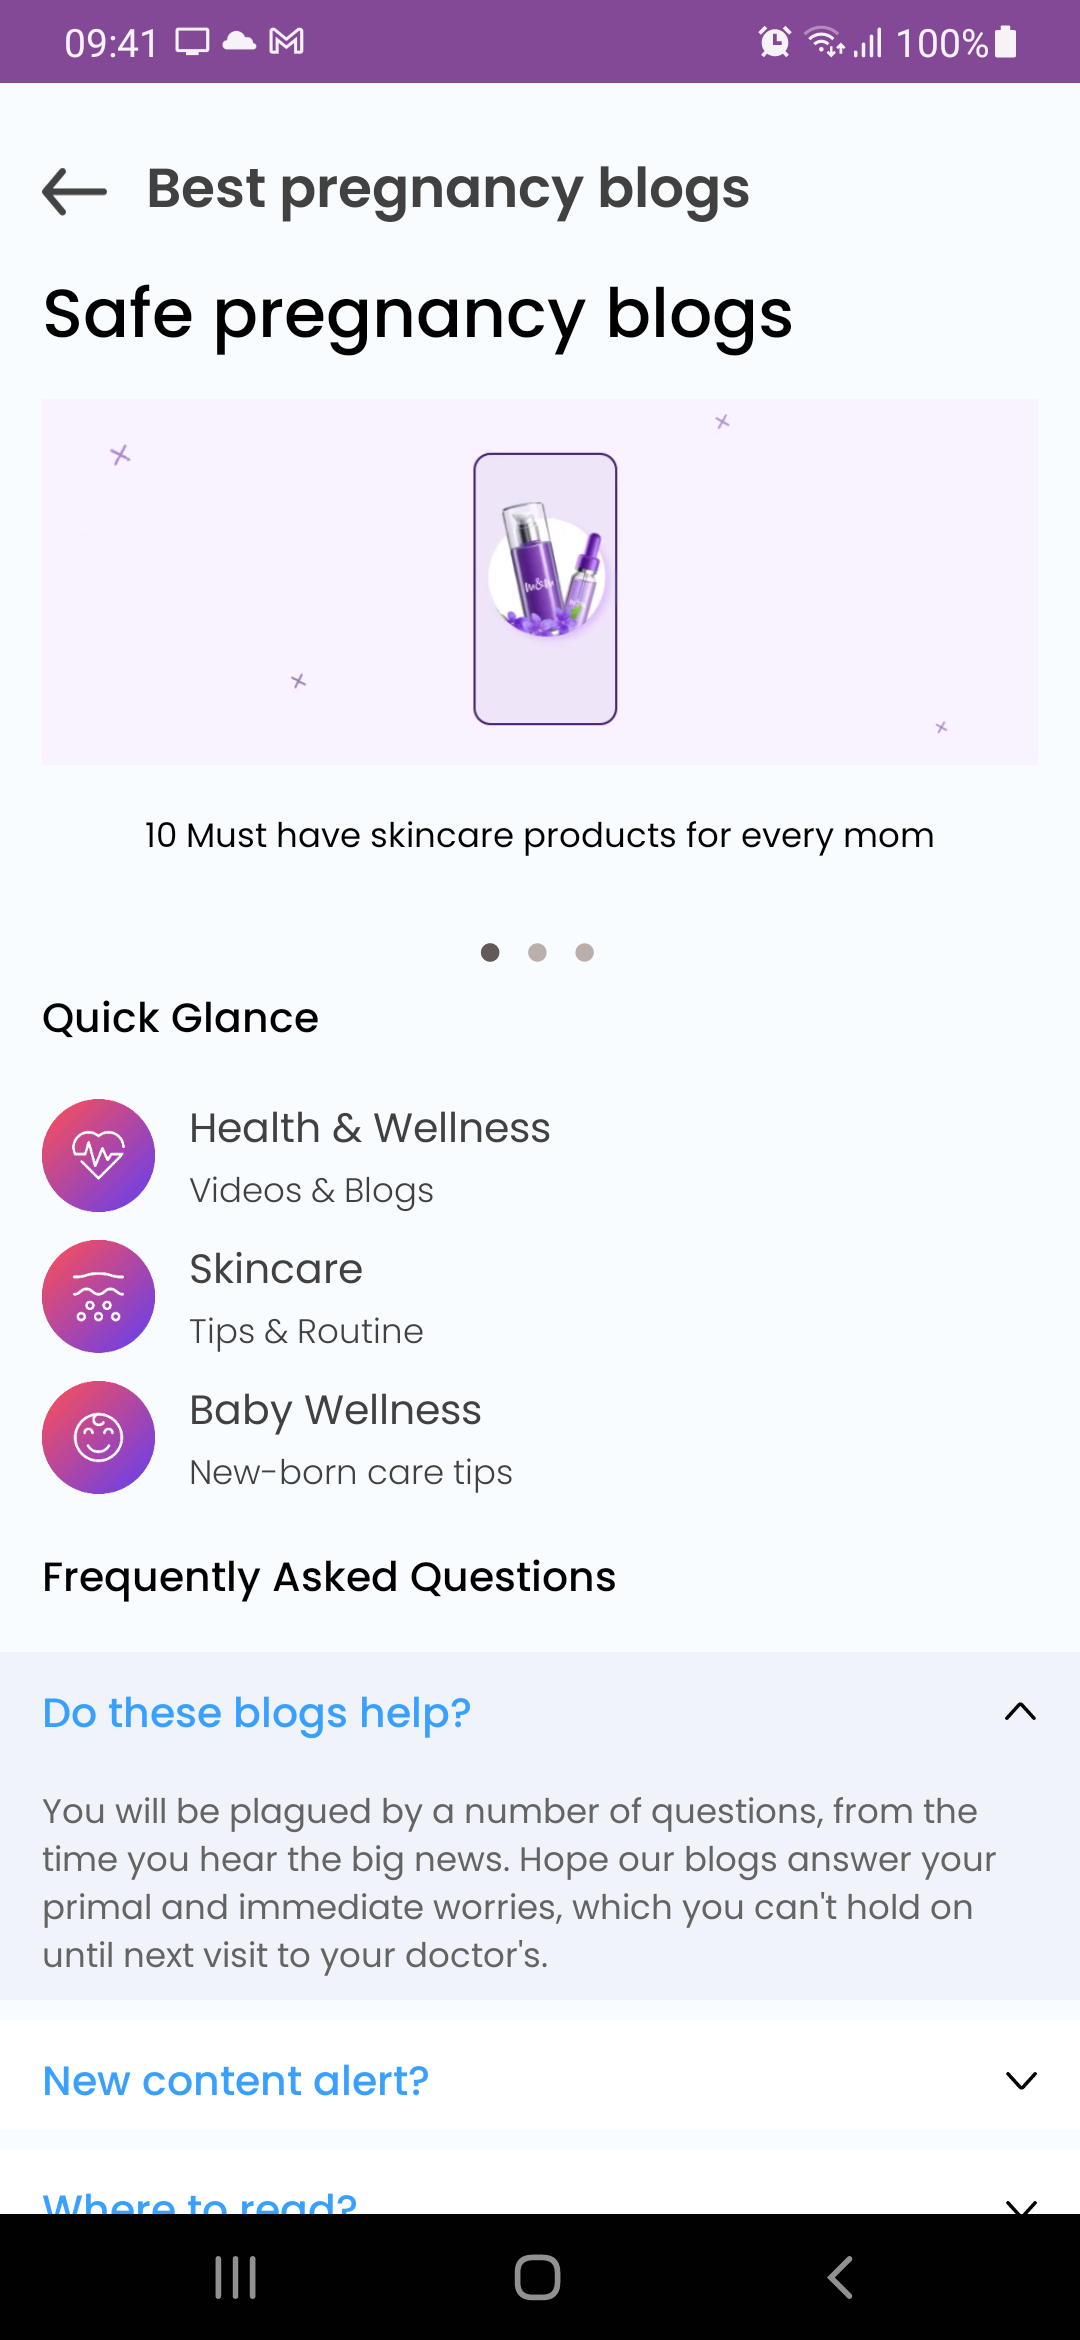 09:41
100%
Best pregnancy blogs
Safe pregnancy blogs
m&m
10 Must have skincare products for every mom
Quick Glance
Health & Wellness
Videos & Blogs
Skincare
Tips & Routine
Baby Wellness
New-born care tips
Frequently Asked Questions
Do these blogs help?
You will be plagued by a number of questions, from the
time you hear the big news. Hope our blogs answer your
primal and immediate worries, which you can't hold on
until next visit to your doctor's.
New content alert?
Where to read?